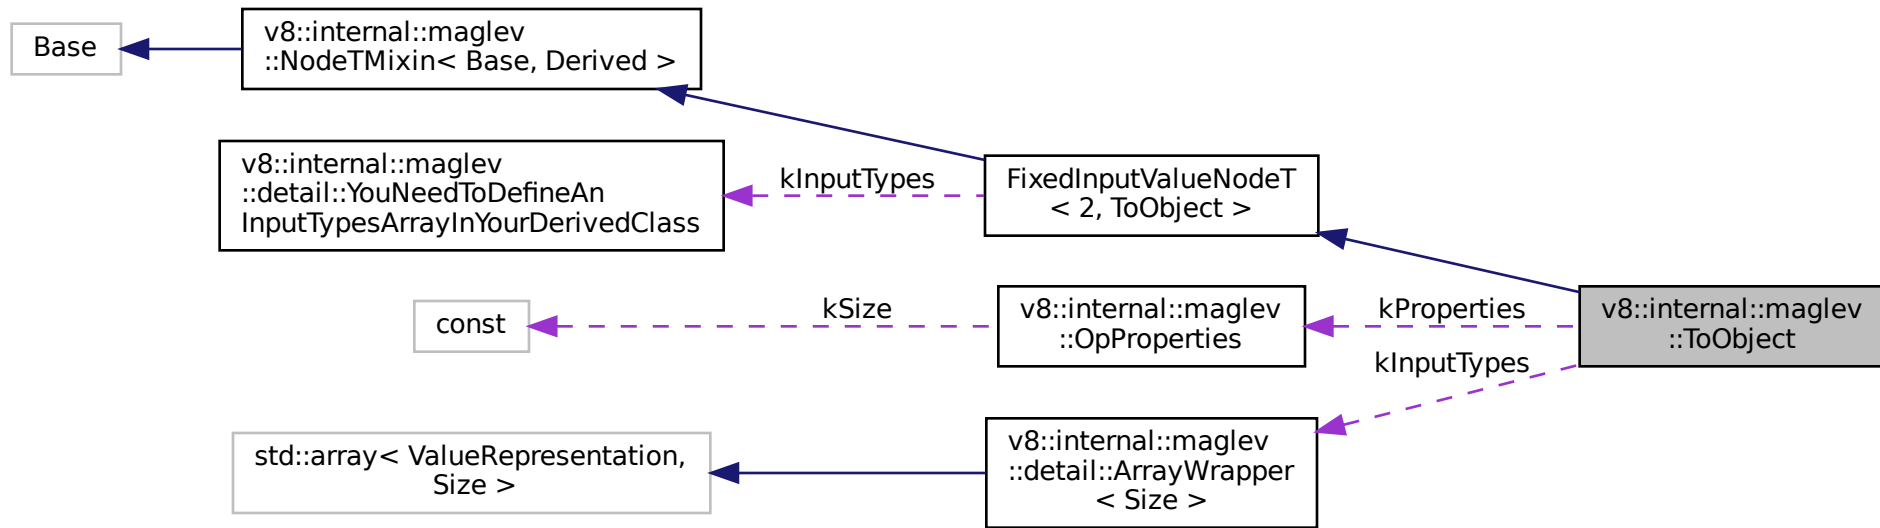 Base
v8::internal::maglev
::NodeTMixin< Base, Derived >
v8::internal::maglev
::detail::YouNeedToDefineAn
InputTypesArrayInYourDerivedClass
kInputTypes
FixedInputValueNodeT
< 2, ToObject >
const
kSize
v8::internal::maglev
::OpProperties
kProperties
v8::internal::maglev
::ToObject
kInputTypes
std::array< ValueRepresentation,
Size >
v8::internal::maglev
::detail::ArrayWrapper
< Size >